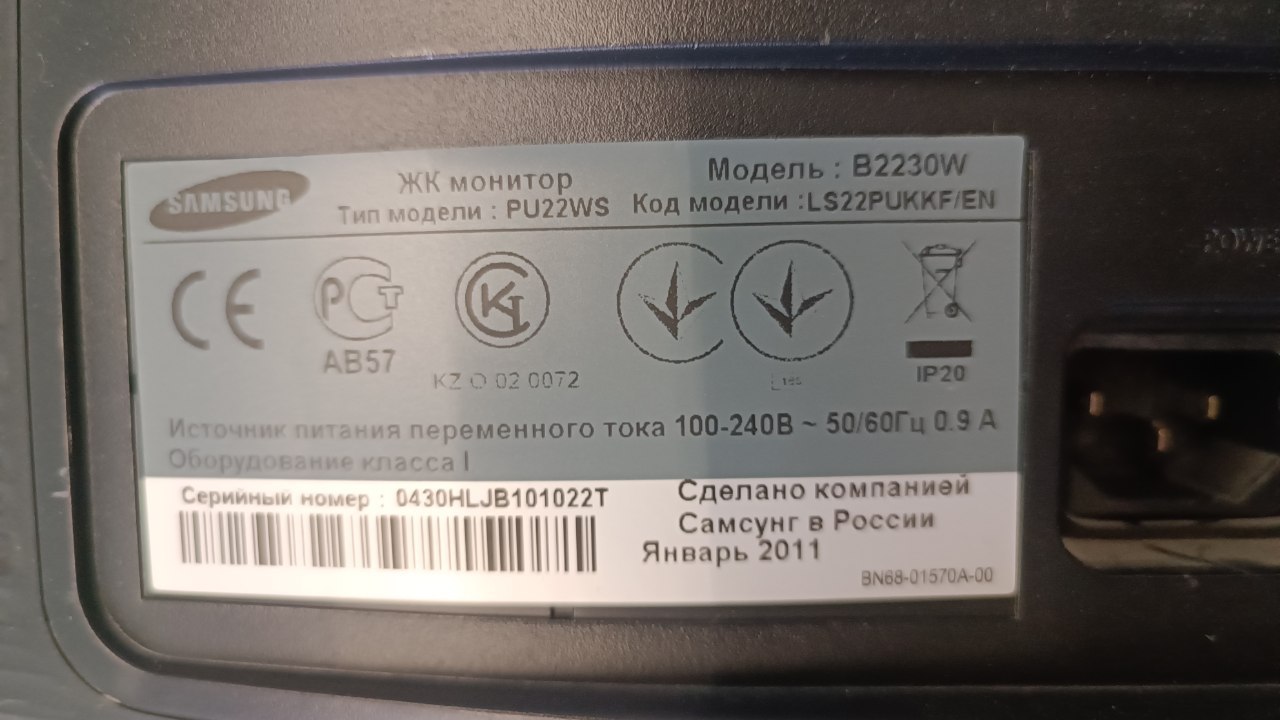 SAMSUNG
ЖК монитор
Модель : B2230W
Тип модели : PU22WS
Код модели :LS22PUKKF/EN
AB57
KZ O 02 0072
IP20
Источник питания переменного тока 100-240В ~ 50/60Гц 0.9 А
Оборудование класса I
Серийный номер : 0430HLJB101022T
Сделано компанией
Самсунг в России
Январь 2011
BN68-01570A-00